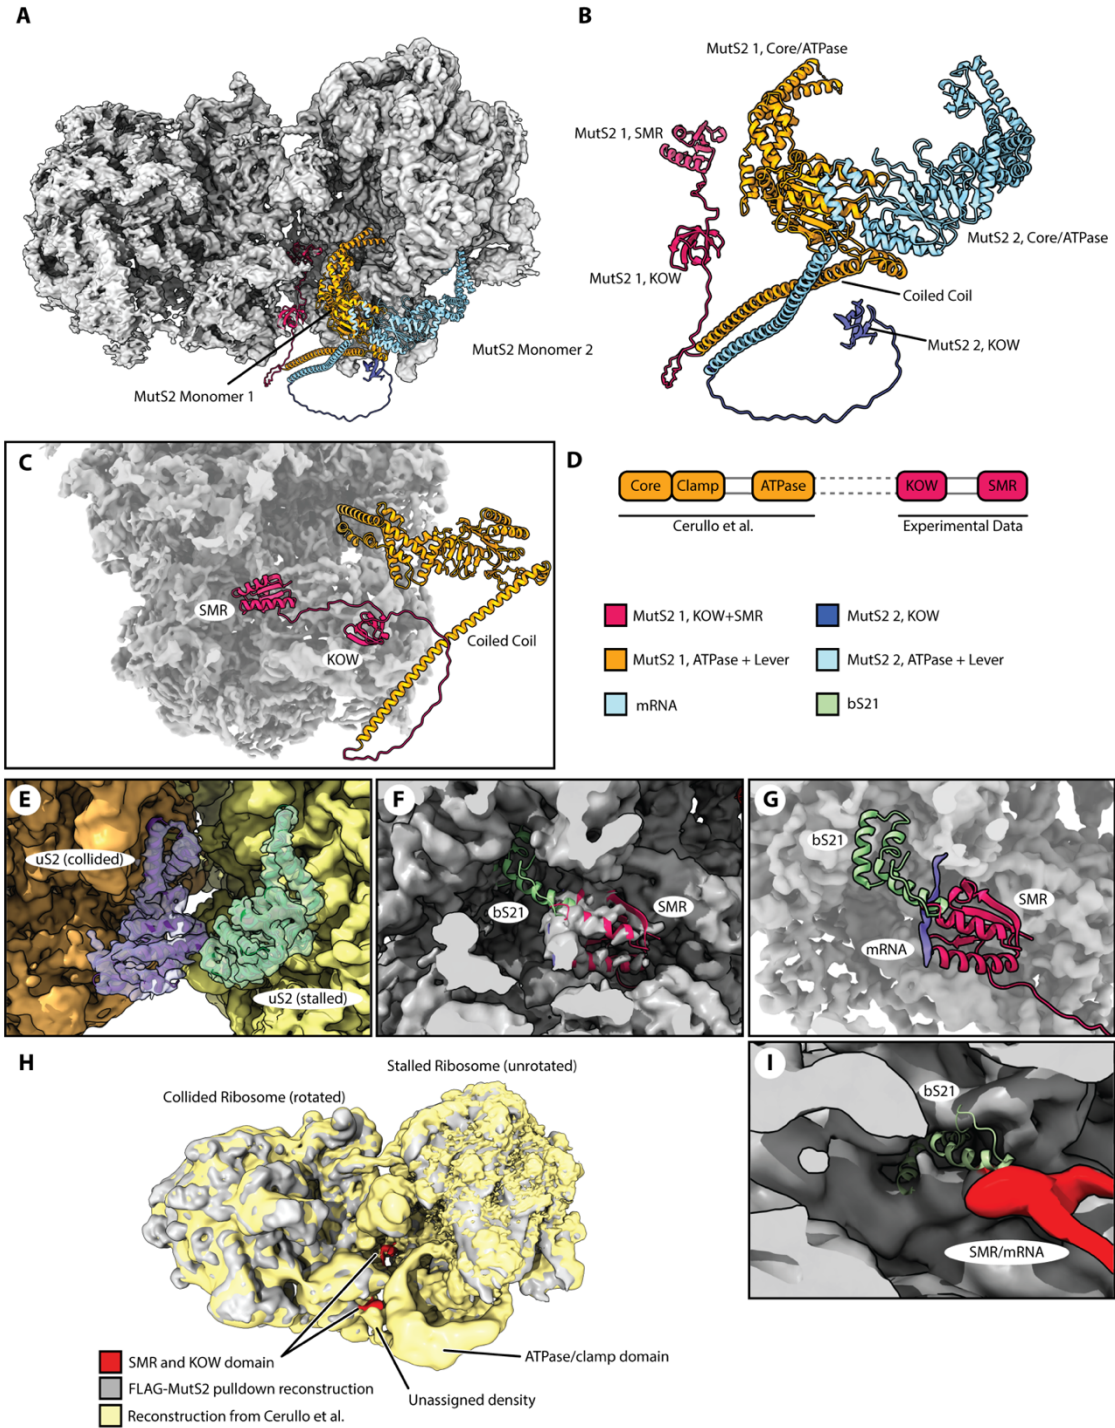 A
MutS2 Monomer 2
MutS2 Monomer 1
B
MutS2 1, Core/ATPase
MutS2 1, SMR
MutS2 2, Core/ATPase
MutS2 1, KOW
Coiled Coil
MutS2 2, KOW
C
SMR
KOW
Coiled Coil
D
Core Clamp ATPase KOW SMR
Cerullo et al. Experimental Data
MutS2 1, KOW+SMR
MutS2 2, KOW
MutS2 1, ATPase + Lever
MutS2 2, ATPase + Lever
mRNA
bS21
E
uS2 (collided)
uS2 (stalled)
F
bS21
SMR
G
bS21
SMR
mRNA
H
Stalled Ribosome (unrotated)
Collided Ribosome (rotated)
ATPase/clamp domain
Unassigned density
SMR and KOW domain
FLAG-MutS2 pulldown reconstruction
Reconstruction from Cerullo et al.
I
bS21
SMR/mRNA